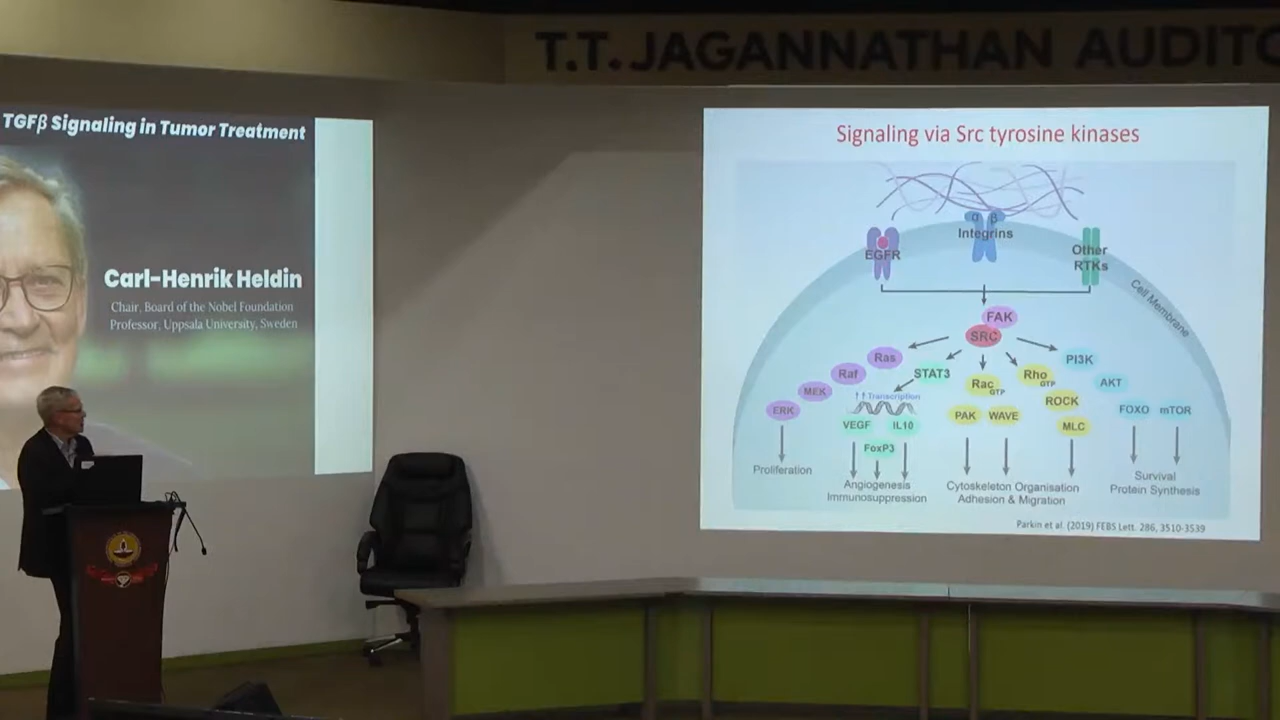 T.T. JAGANNATHAN AUDITO
TGFβ Signaling in Tumor Treatment
Carl-Henrik Heldin
Chair, Board of the Nobel Foundation
Professor, Uppsala University, Sweden
Signaling via Src tyrosine kinases
α β
Integrins
EGFR
Other
RTKs
Cell Membrane
FAK
SRC
Ras
Raf
MEK
ERK
Proliferation
STAT3
↑↑ Transcription
VEGF IL10
FoxP3
Angiogenesis
Immunosuppression
Rac
GTP
PAK WAVE
Rho
GTP
ROCK
MLC
Cytoskeleton Organisation
Adhesion & Migration
PI3K
AKT
FOXO mTOR
Survival
Protein Synthesis
Parkin et al. (2019) FEBS Lett. 286, 3510-3539